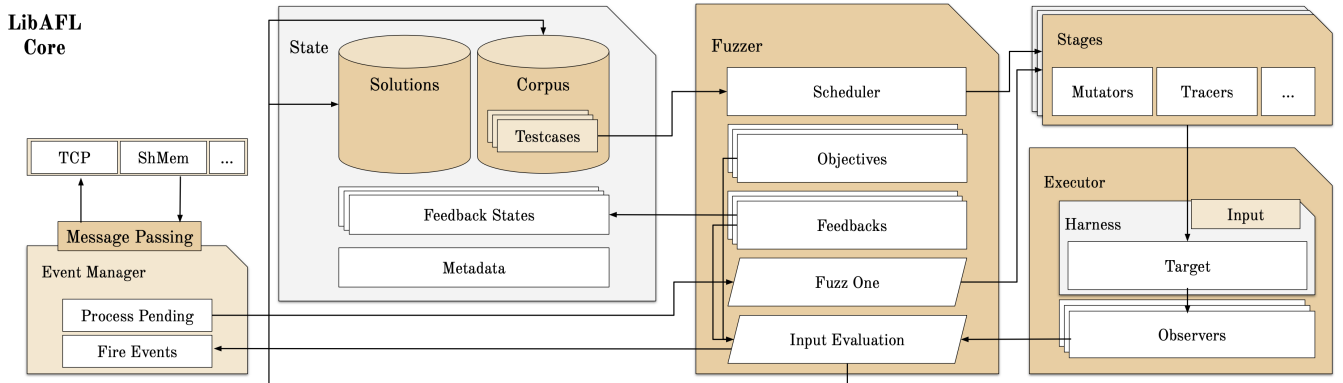 LibAFL
Core
State
Solutions
Corpus
Testcases
Feedback States
Metadata
TCP
ShMem
...
Message Passing
Event Manager
Process Pending
Fire Events
Fuzzer
Scheduler
Objectives
Feedbacks
Fuzz One
Input Evaluation
Stages
Mutators
Tracers
...
Executor
Input
Harness
Target
Observers